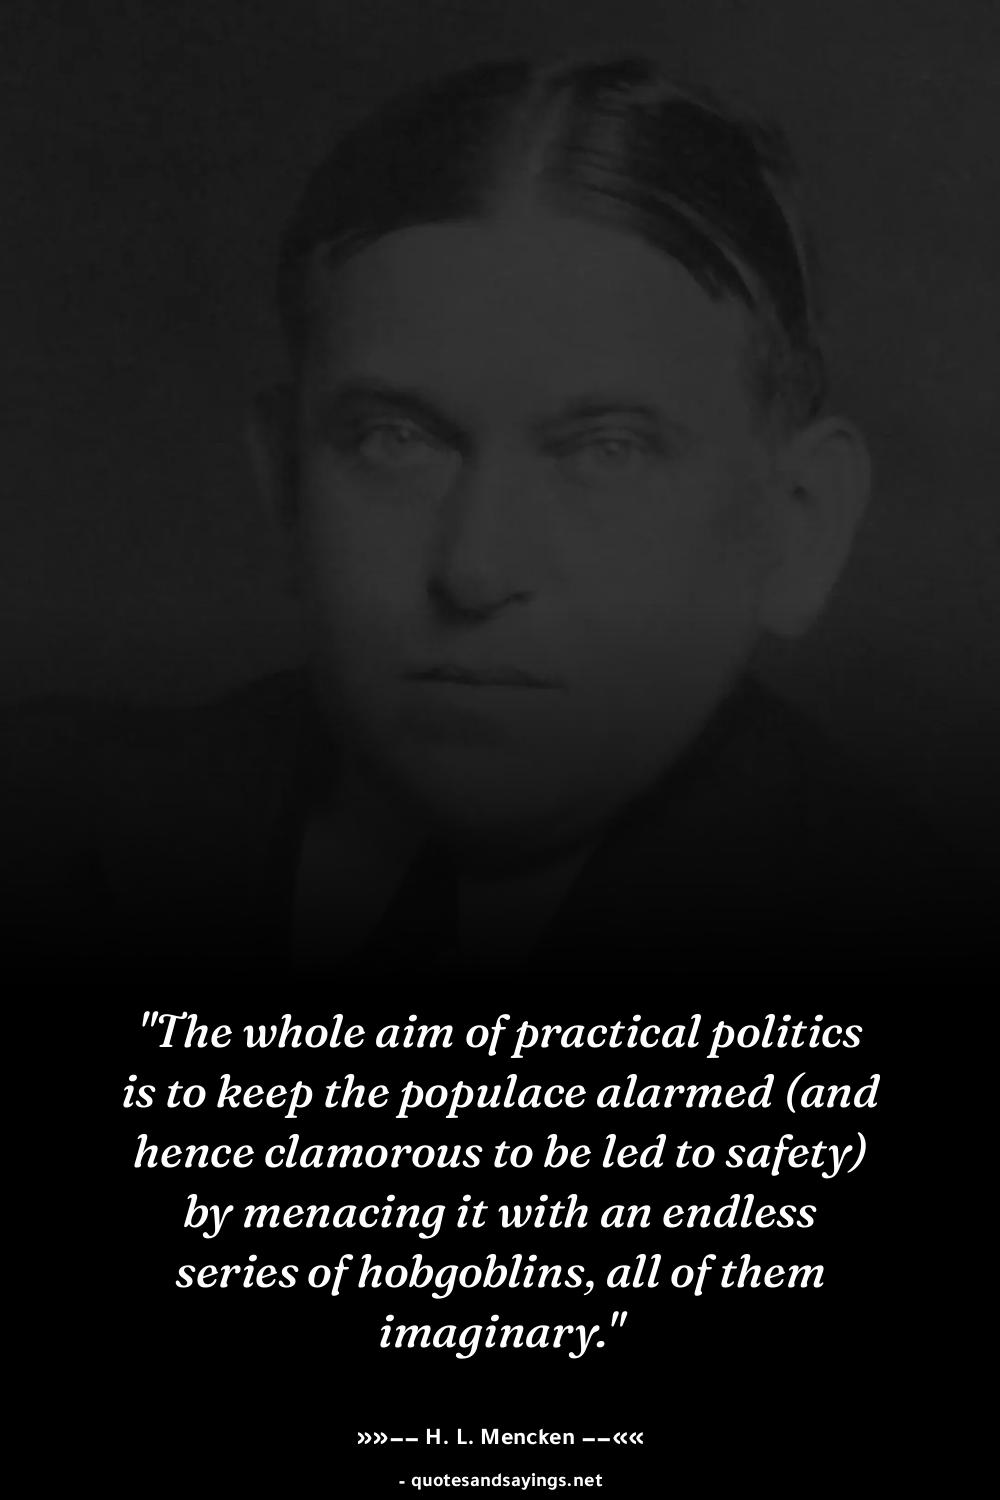 "The whole aim of practical politics
is to keep the populace alarmed (and
hence clamorous to be led to safety)
by menacing it with an endless
series of hobgoblins, all of them
imaginary."
»»–– H. L. Mencken ––««
- quotesandsayings.net